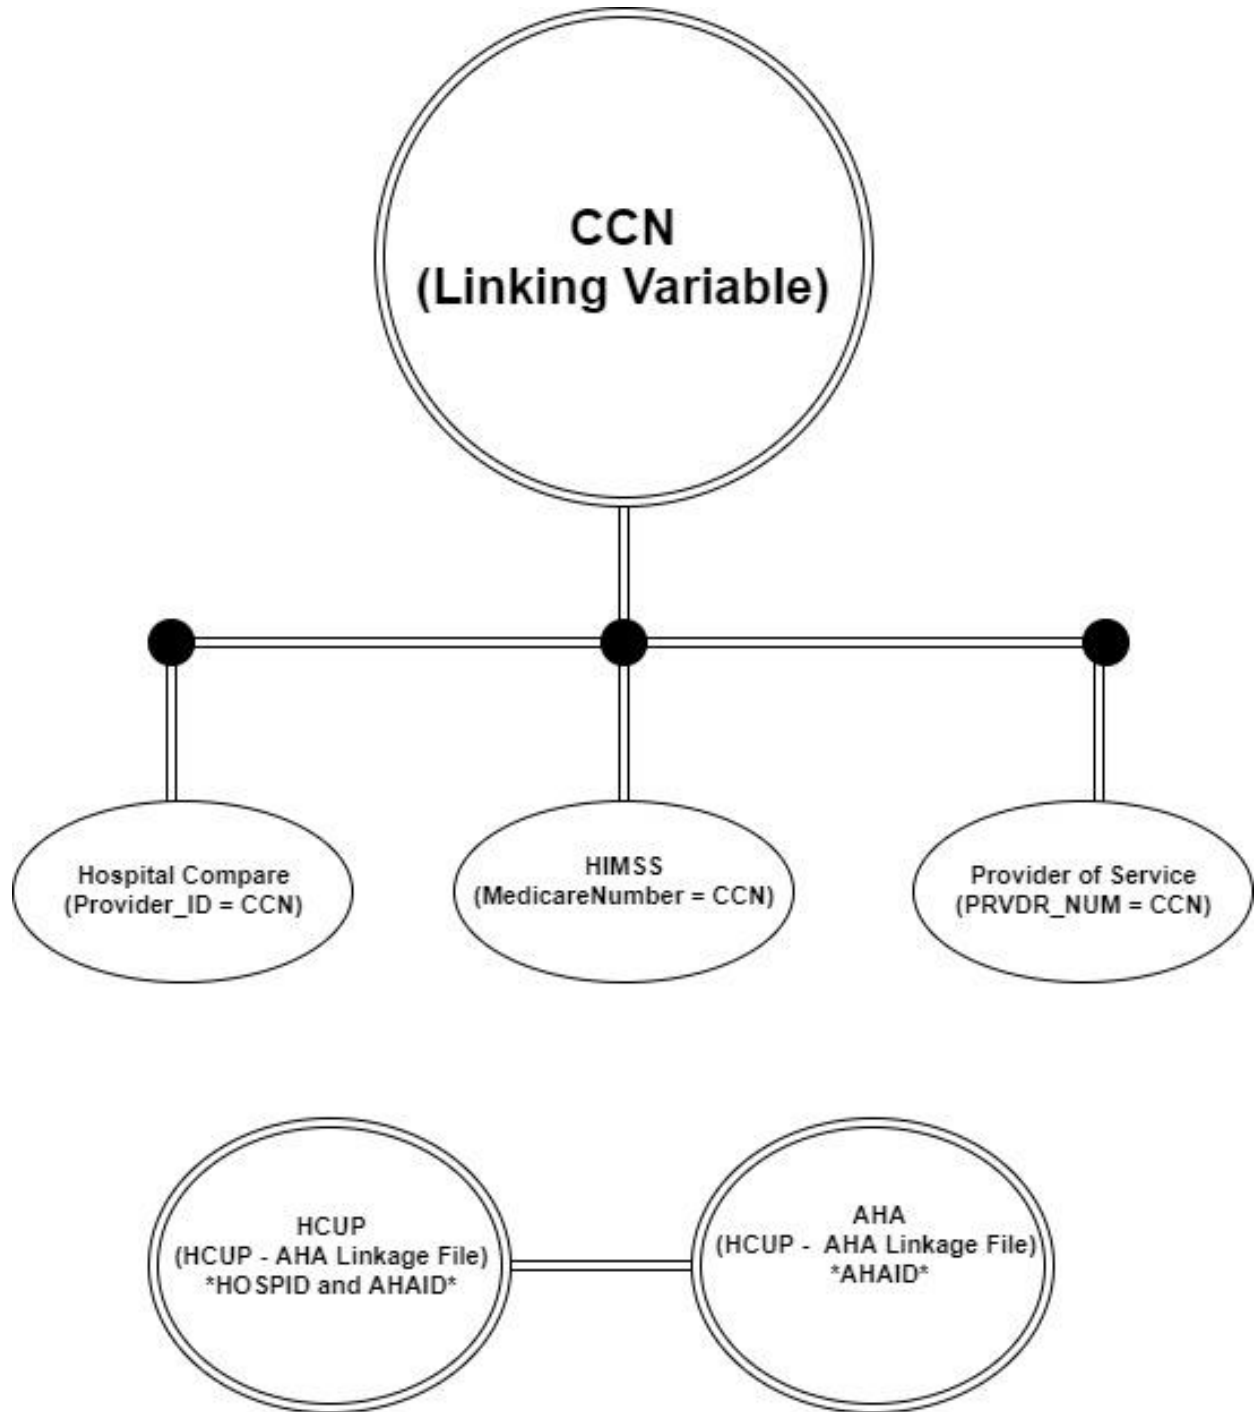 CCN
(Linking Variable)
Hospital Compare
(Provider_ID = CCN)
HIMSS
(MedicareNumber = CCN)
Provider of Service
(PRVDR_NUM = CCN)
HCUP
(HCUP - AHA Linkage File)
*HOSPID and AHAID*
AHA
(HCUP - AHA Linkage File)
*AHAID*